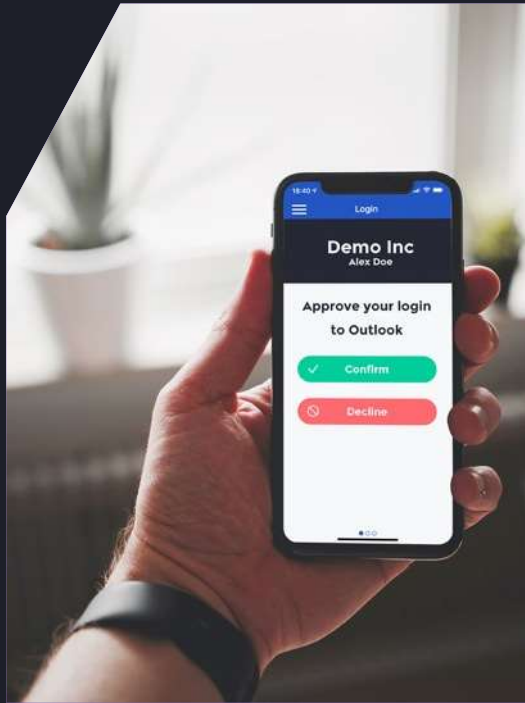 18:40
Login
Demo Inc
Alex Doe
Approve your login
to Outlook
Confirm
Decline